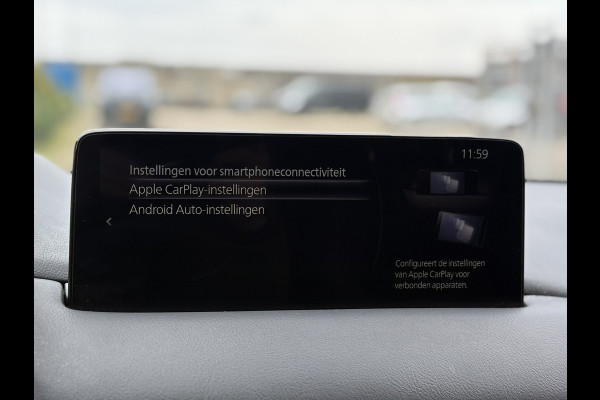 11:59
Instellingen voor smartphoneconnectiviteit
Apple CarPlay-instellingen
Android Auto-instellingen
Configureert de instellingen
van Apple CarPlay voor
verbonden apparaten.